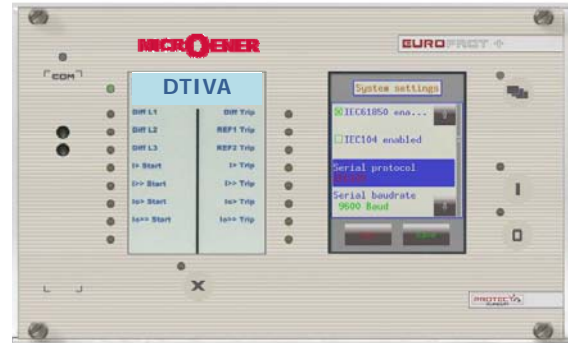 MICROENER
EUROPROT +
COM
DTIVA
Diff L1 Diff Trip
Diff L2 REF1 Trip
Diff L3 REF2 Trip
I> Start I> Trip
I>> Start I>> Trip
Io> Start Io> Trip
Io>> Start Io>> Trip
System settings
IEC61850 ena...
IEC104 enabled
Serial protocol
Serial baudrate
9600 Baud
I
O
X
PROTECTA